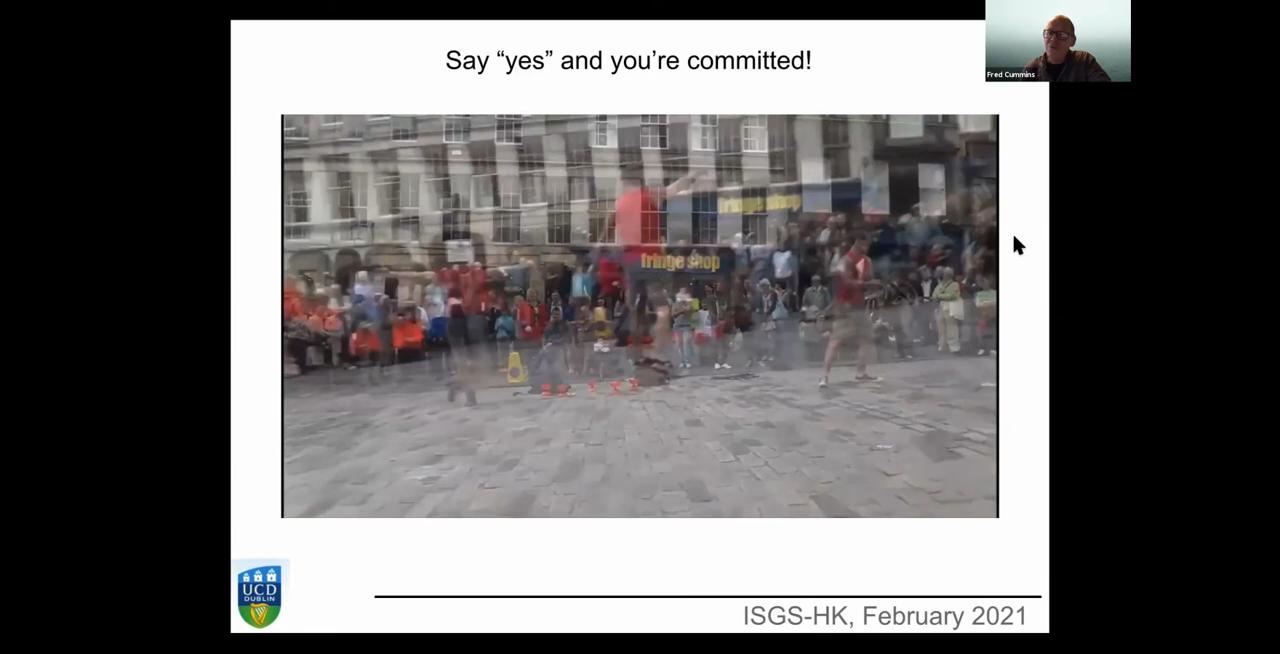 Say “yes” and you’re committed!
Fred Cummins
fringe shop
fringe shop
UCD
DUBLIN
ISGS-HK, February 2021